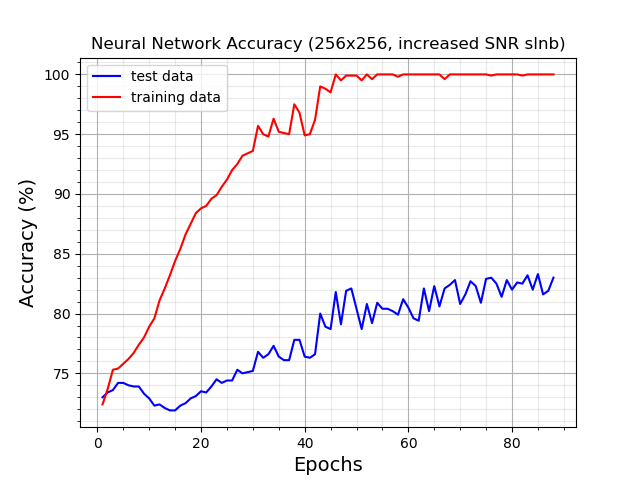 Neural Network Accuracy (256x256, increased SNR slnb)
test data
training data
100
95
90
85
80
75
Accuracy (%)
0 20 40 60 80
Epochs